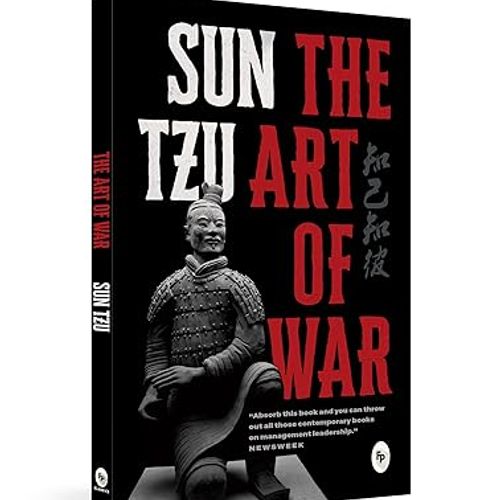 THE ART OF WAR
SUN TZU
SUN
TZU
THE
ART
OF
WAR
知己知彼
"Absorb this book and you can throw
out all those contemporary books
on management leadership."
NEWSWEEK
FP